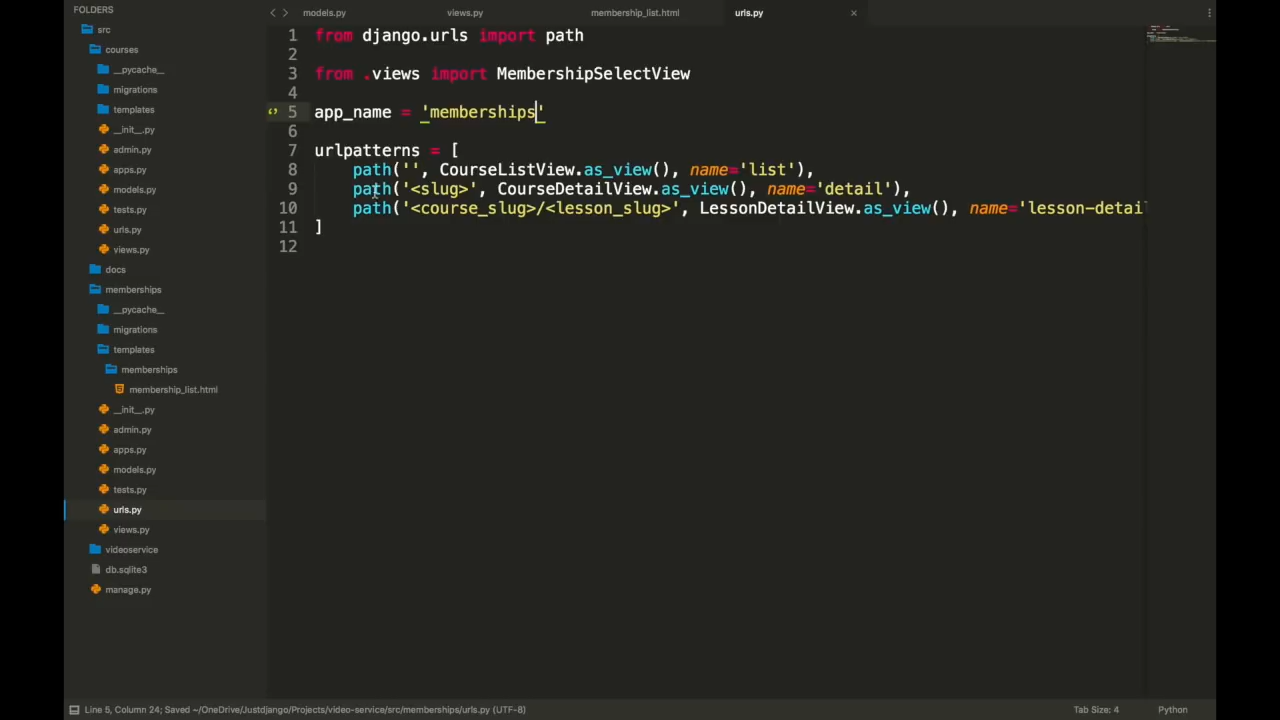 FOLDERS
src
courses
__pycache__
migrations
templates
__init__.py
admin.py
apps.py
models.py
tests.py
urls.py
views.py
docs
memberships
__pycache__
migrations
templates
memberships
membership_list.html
__init__.py
admin.py
apps.py
models.py
tests.py
urls.py
views.py
videoservice
db.sqlite3
manage.py
models.py views.py membership_list.html urls.py ×
1 from django.urls import path
2
3 from .views import MembershipSelectView
4
5 app_name = 'memberships'
6
7 urlpatterns = [
8 path('', CourseListView.as_view(), name='list'),
9 path('<slug>', CourseDetailView.as_view(), name='detail'),
10 path('<course_slug>/<lesson_slug>', LessonDetailView.as_view(), name='lesson-detail
11 ]
12
Line 5, Column 24; Saved ~/OneDrive/Justdjango/Projects/video-service/src/memberships/urls.py (UTF-8) Tab Size: 4 Python